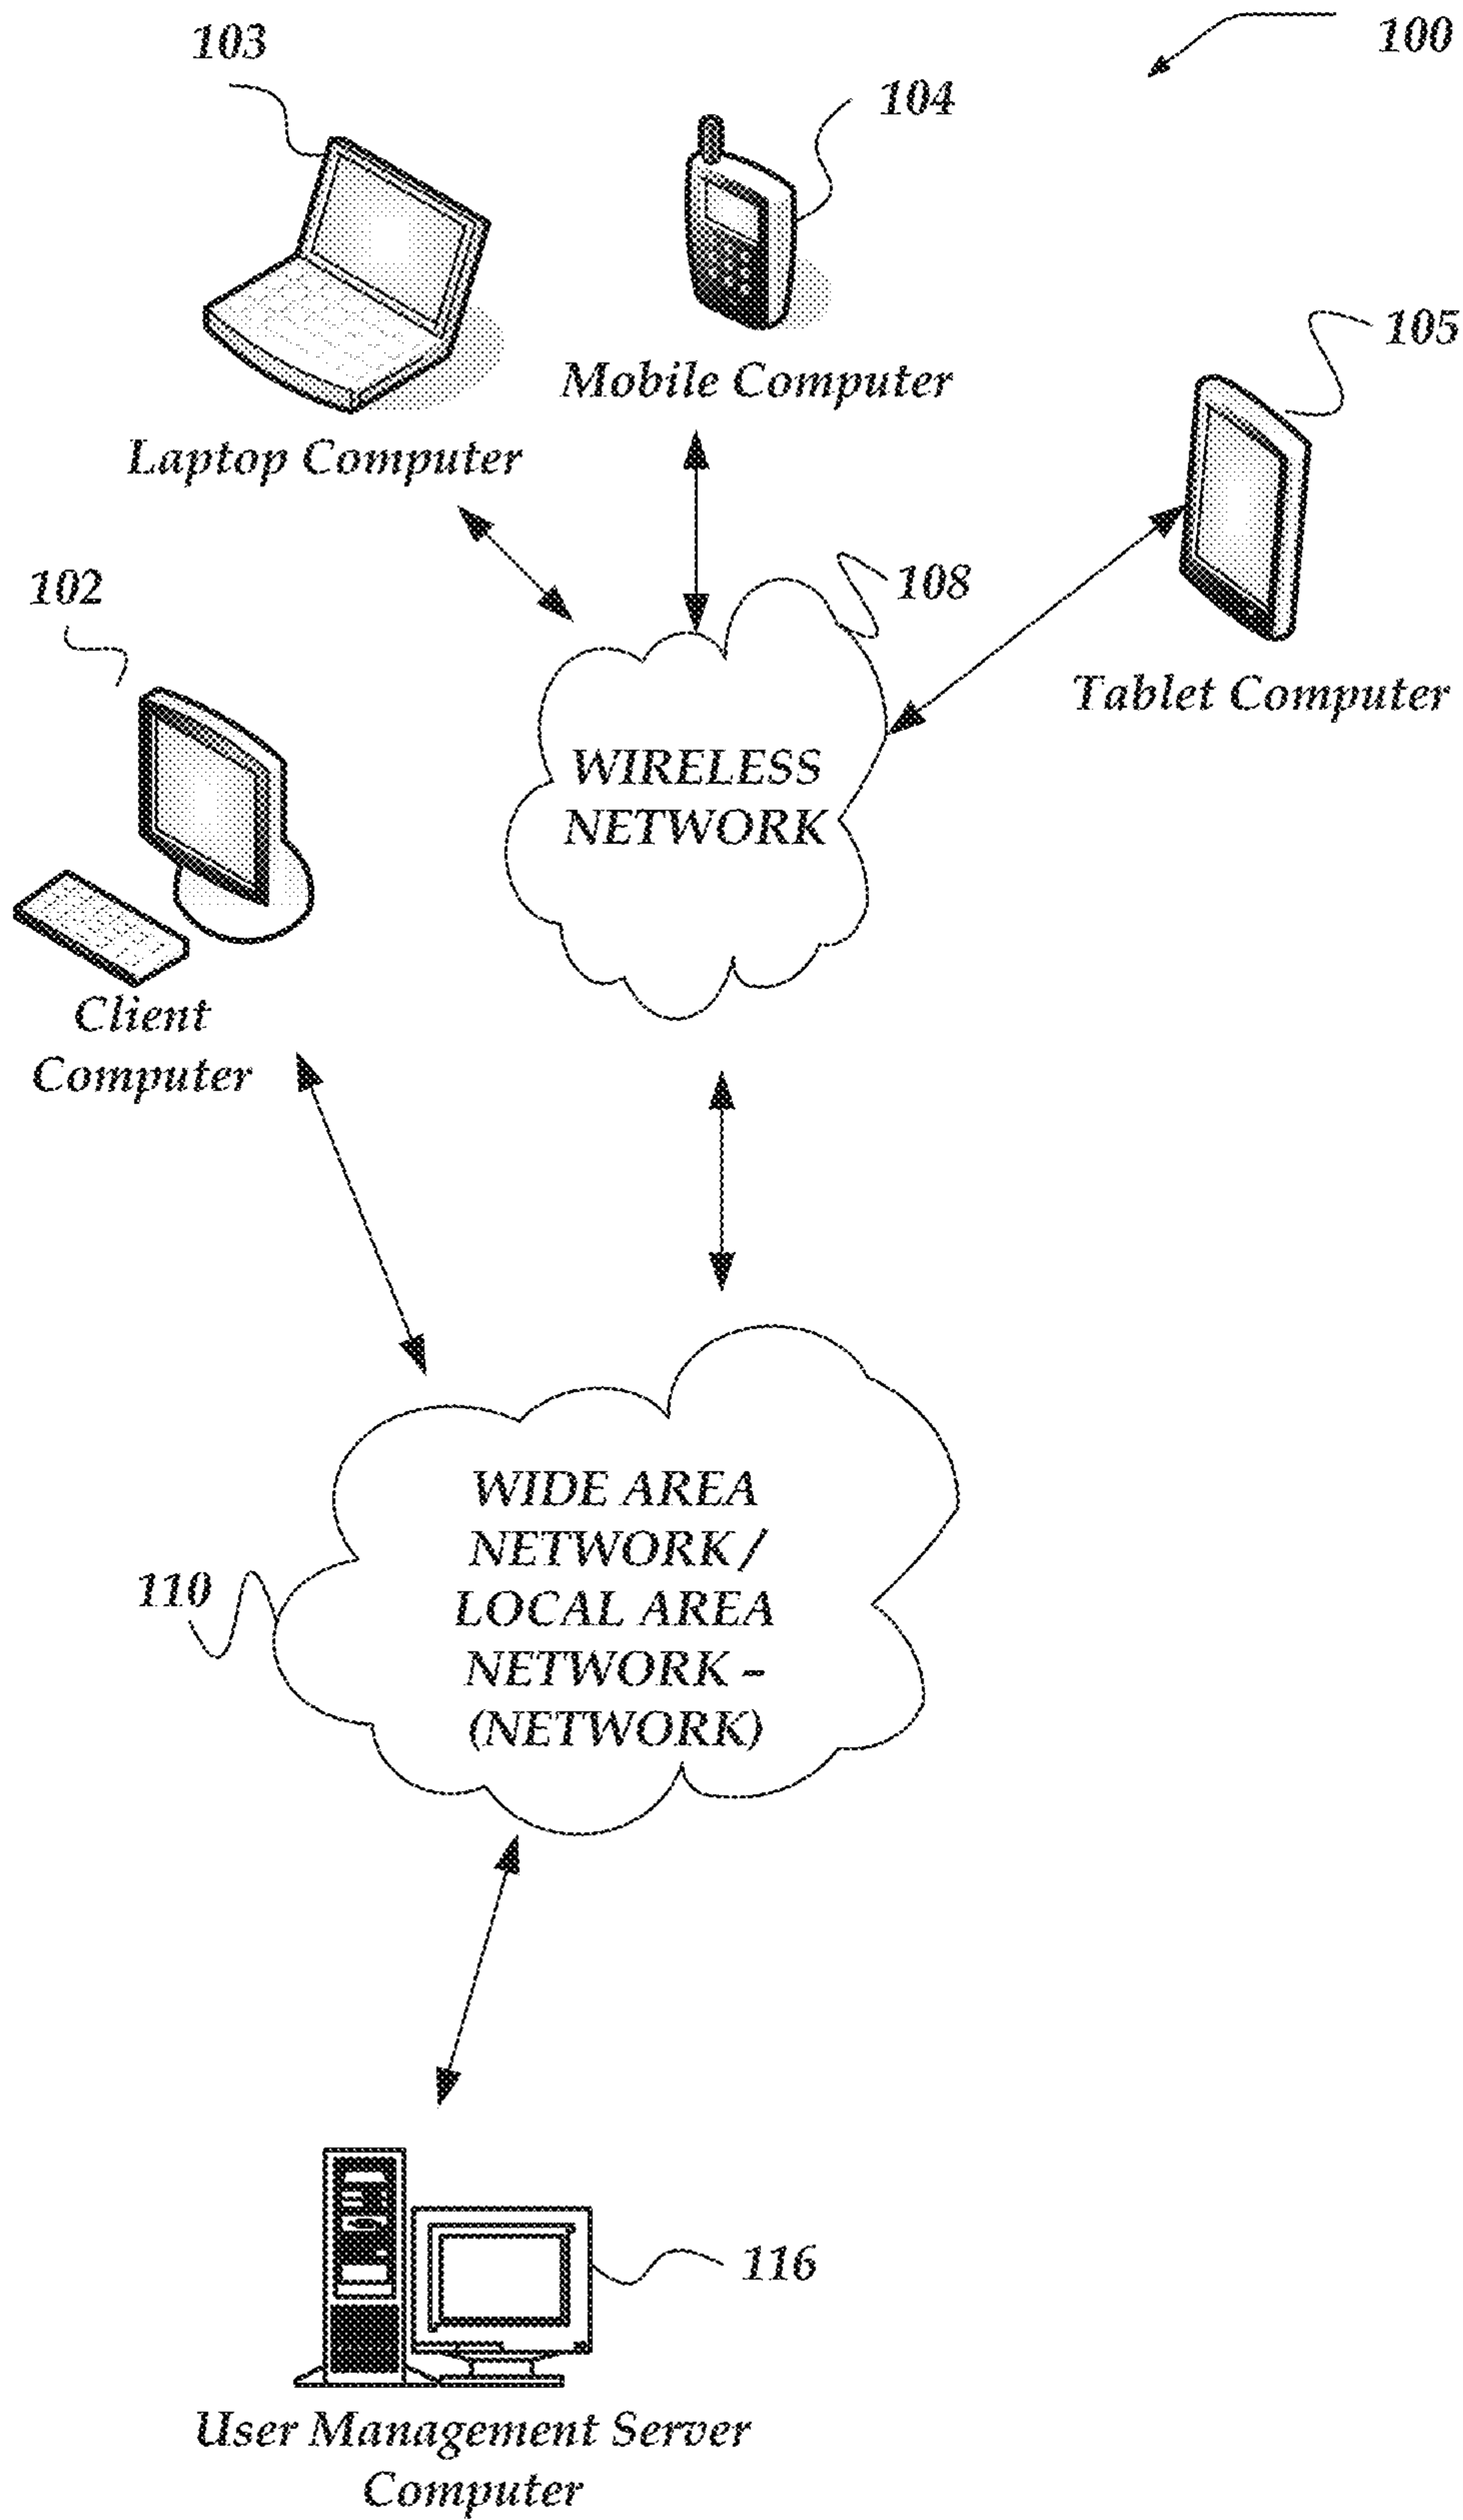 103
100
104
105
Mobile Computer
Laptop Computer
108
102
Tablet Computer
WIRELESS
NETWORK
Client
Computer
WIDE AREA
NETWORK /
LOCAL AREA
NETWORK –
(NETWORK)
110
116
User Management Server
Computer